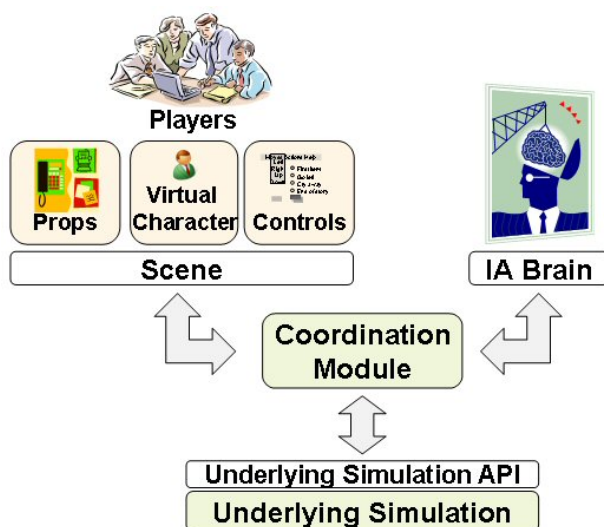 Players
Props
Virtual
Character
Controls
Scene
IA Brain
Coordination
Module
Underlying Simulation API
Underlying Simulation